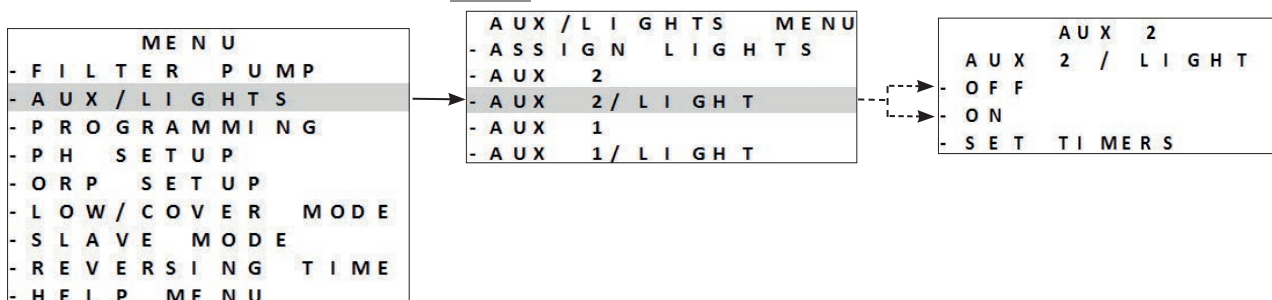 MENU
- FILTER PUMP
- AUX/LIGHTS
- PROGRAMMING
- PH SETUP
- ORP SETUP
- LOW/COVER MODE
- SLAVE MODE
- REVERSING TIME
- HELP MENU
AUX/LIGHTS MENU
- ASSIGN LIGHTS
- AUX 2
- AUX 2/LIGHT
- AUX 1
- AUX 1/LIGHT
AUX 2
AUX 2 / LIGHT
- OFF
- ON
- SET TIMERS